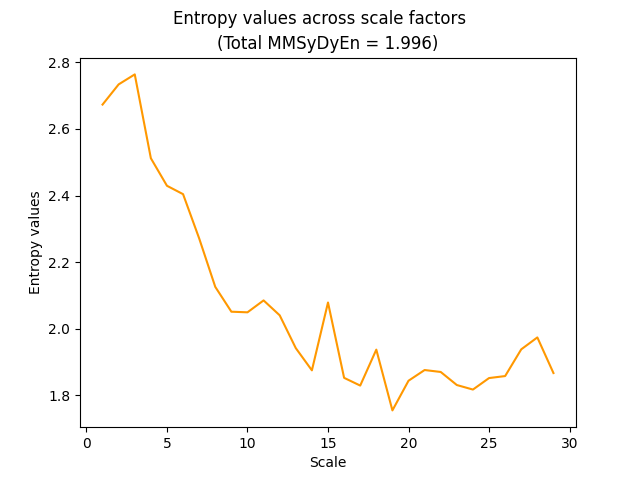 Entropy values across scale factors
(Total MMSyDyEn = 1.996)
2.8
2.6
2.4
2.2
2.0
1.8
Entropy values
0 5 10 15 20 25 30
Scale